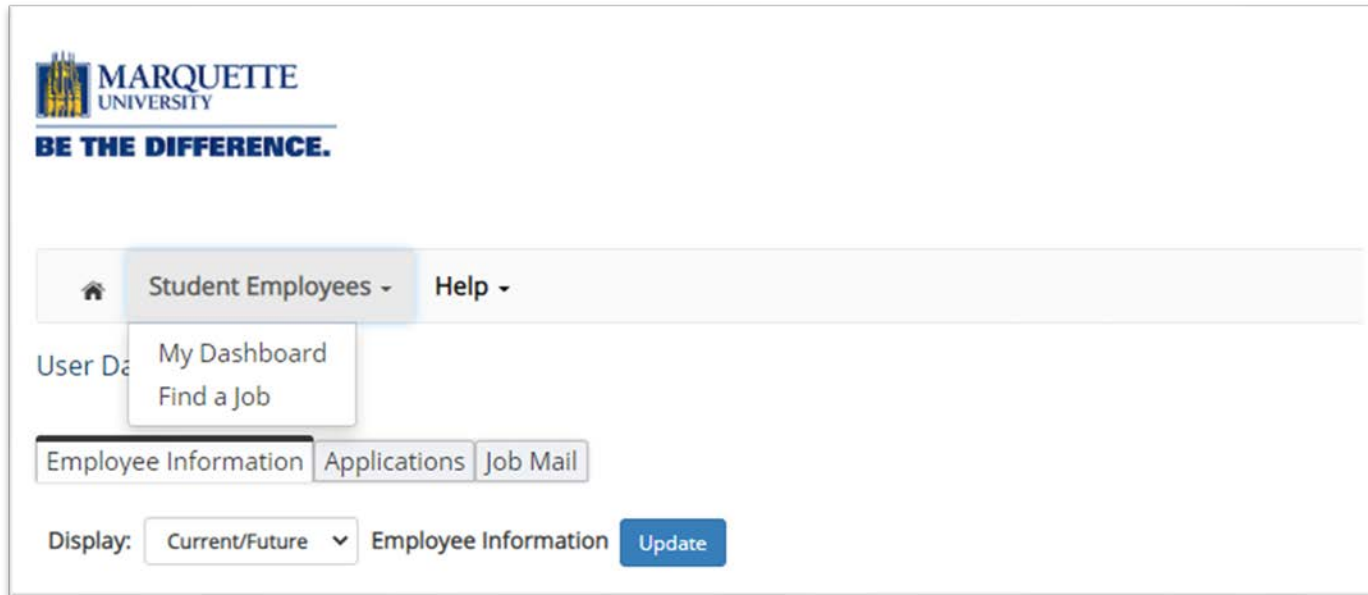 MARQUETTE
UNIVERSITY
BE THE DIFFERENCE.
Student Employees Help
My Dashboard
User Da
Find a Job
Employee Information Applications Job Mail
Display: Current/Future Employee Information Update